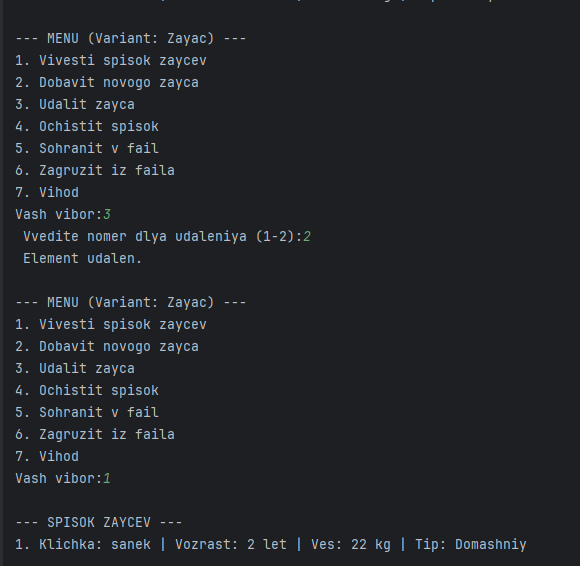 --- MENU (Variant: Zayac) ---
1. Vivesti spisok zaycev
2. Dobavit novogo zayca
3. Udalit zayca
4. Ochistit spisok
5. Sohranit v fail
6. Zagruzit iz faila
7. Vihod
Vash vibor:3
Vvedite nomer dlya udaleniya (1-2):2
Element udalen.
--- MENU (Variant: Zayac) ---
1. Vivesti spisok zaycev
2. Dobavit novogo zayca
3. Udalit zayca
4. Ochistit spisok
5. Sohranit v fail
6. Zagruzit iz faila
7. Vihod
Vash vibor:1
--- SPISOK ZAYCEV ---
1. Klichka: sanek | Vozrast: 2 let | Ves: 22 kg | Tip: Domashniy